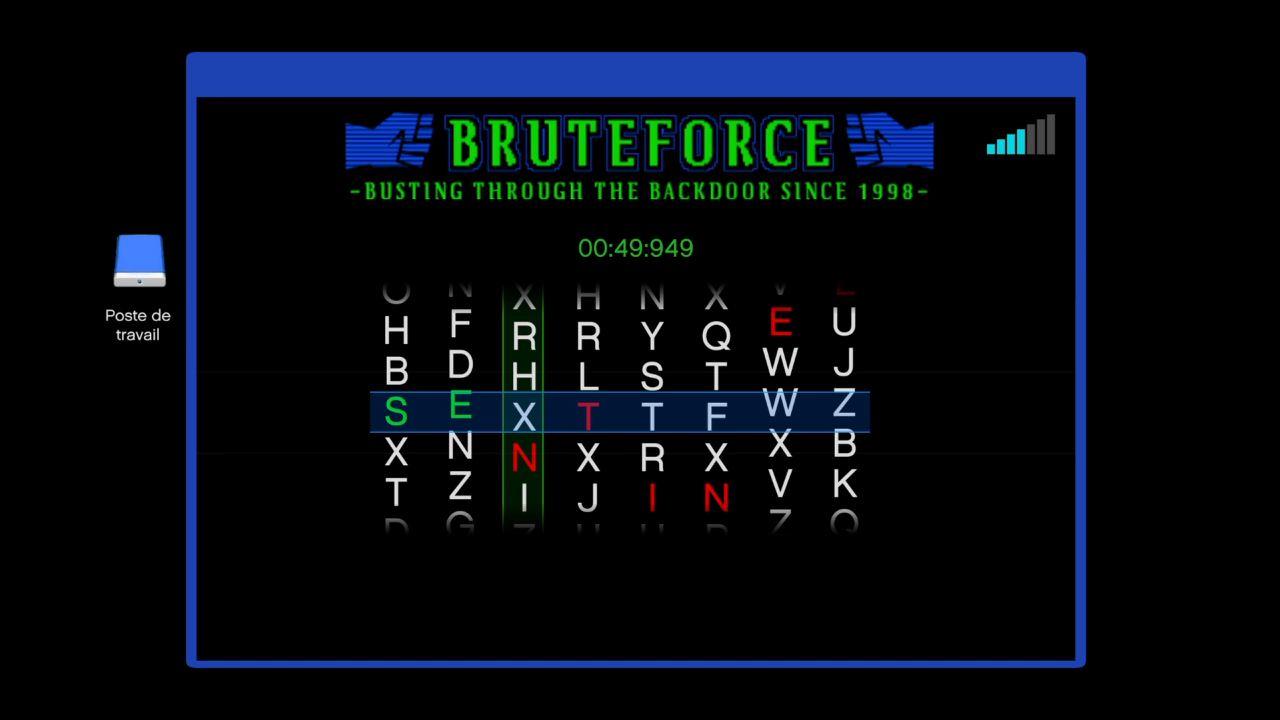 BRUTEFORCE
-BUSTING THROUGH THE BACKDOOR SINCE 1998-
00:49:949
Poste de
travail
H F R R Y Q E U
B D H L S T W J
S E X T T F W Z
X N N X R X X B
T Z I J I N V K